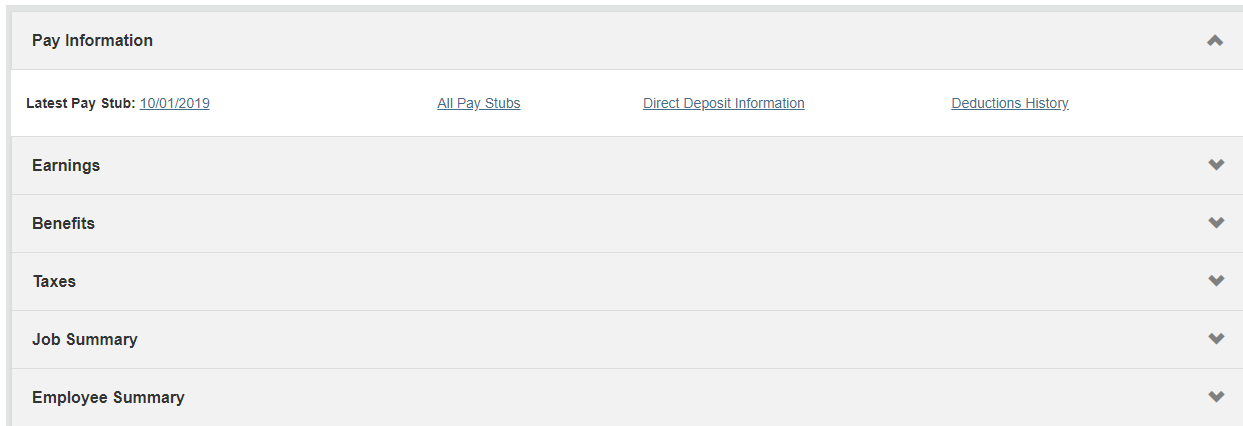 Pay Information
Latest Pay Stub: 10/01/2019 All Pay Stubs Direct Deposit Information Deductions History
Earnings
Benefits
Taxes
Job Summary
Employee Summary